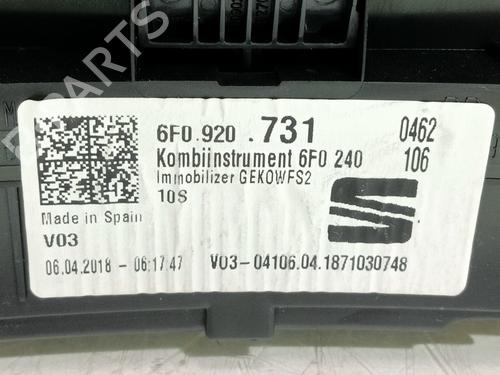 B-PARTS
6F0.920 .731 0462
Kombiinstrument 6F0 240 106
Immobilizer GEKOWFS2
10S
Made in Spain
V03
06.04.2018 - 06:17:47 V03-04106.04.1871030748